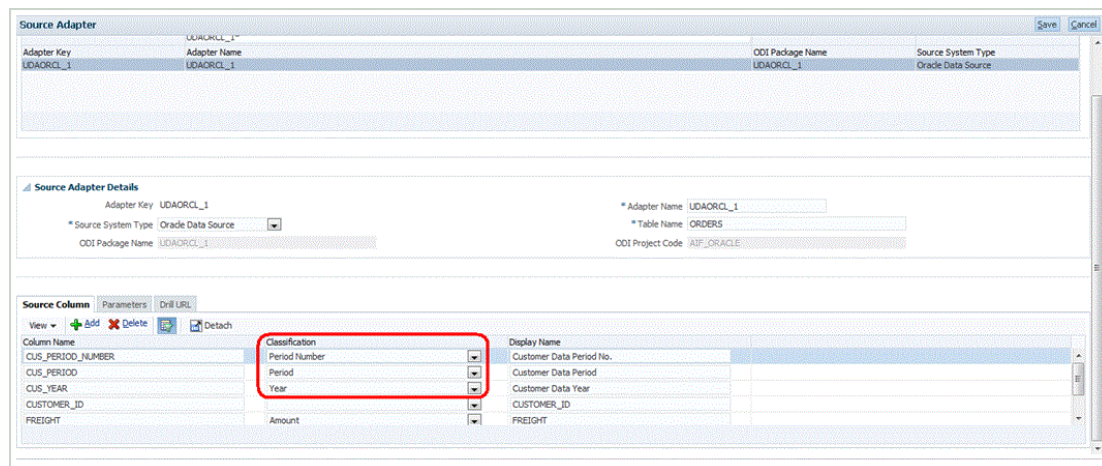 Source Adapter Save Cancel
UDAORCL_1*
Adapter Key Adapter Name ODI Package Name Source System Type
UDAORCL_1 UDAORCL_1 UDAORCL_1 Oracle Data Source
Source Adapter Details
Adapter Key UDAORCL_1 * Adapter Name UDAORCL_1
* Source System Type Oracle Data Source * Table Name ORDERS
ODI Package Name UDAORCL_1 ODI Project Code AIF_ORACLE
Source Column Parameters Drill URL
View Add Delete Detach
Column Name Classification Display Name
CUS_PERIOD_NUMBER Period Number Customer Data Period No.
CUS_PERIOD Period Customer Data Period
CUS_YEAR Year Customer Data Year
CUSTOMER_ID CUSTOMER_ID
FREIGHT Amount FREIGHT